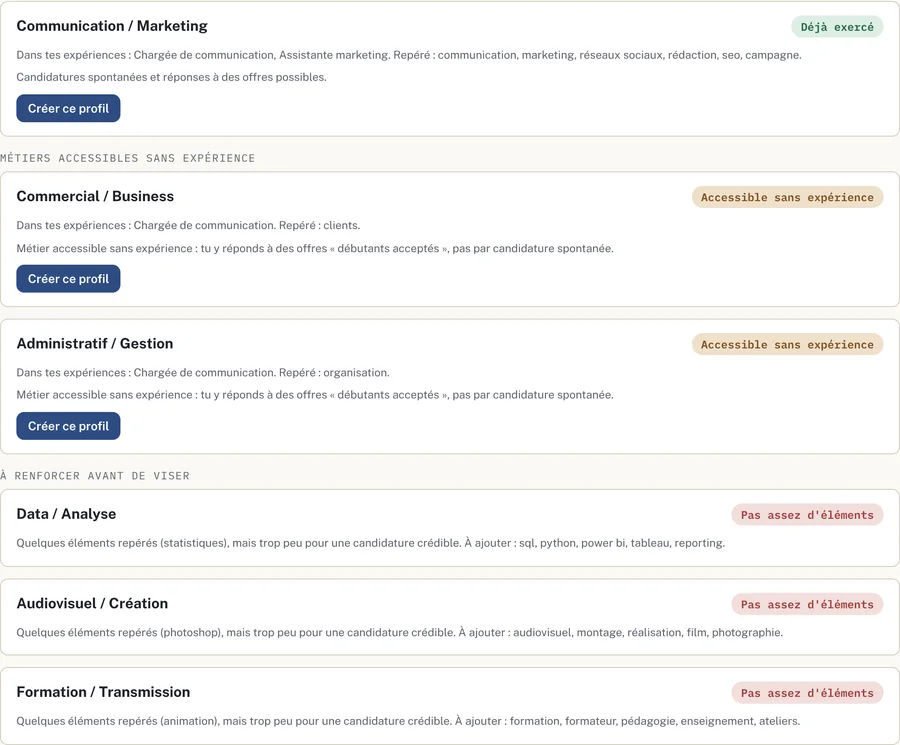 Communication / Marketing
Déjà exercé
Dans tes expériences : Chargée de communication, Assistante marketing. Repéré : communication, marketing, réseaux sociaux, rédaction, seo, campagne.
Candidatures spontanées et réponses à des offres possibles.
Créer ce profil
MÉTIERS ACCESSIBLES SANS EXPÉRIENCE
Commercial / Business
Accessible sans expérience
Dans tes expériences : Chargée de communication. Repéré : clients.
Métier accessible sans expérience : tu y réponds à des offres « débutants acceptés », pas par candidature spontanée.
Créer ce profil
Administratif / Gestion
Accessible sans expérience
Dans tes expériences : Chargée de communication. Repéré : organisation.
Métier accessible sans expérience : tu y réponds à des offres « débutants acceptés », pas par candidature spontanée.
Créer ce profil
À RENFORCER AVANT DE VISER
Data / Analyse
Pas assez d'éléments
Quelques éléments repérés (statistiques), mais trop peu pour une candidature crédible. À ajouter : sql, python, power bi, tableau, reporting.
Audiovisuel / Création
Pas assez d'éléments
Quelques éléments repérés (photoshop), mais trop peu pour une candidature crédible. À ajouter : audiovisuel, montage, réalisation, film, photographie.
Formation / Transmission
Pas assez d'éléments
Quelques éléments repérés (animation), mais trop peu pour une candidature crédible. À ajouter : formation, formateur, pédagogie, enseignement, ateliers.